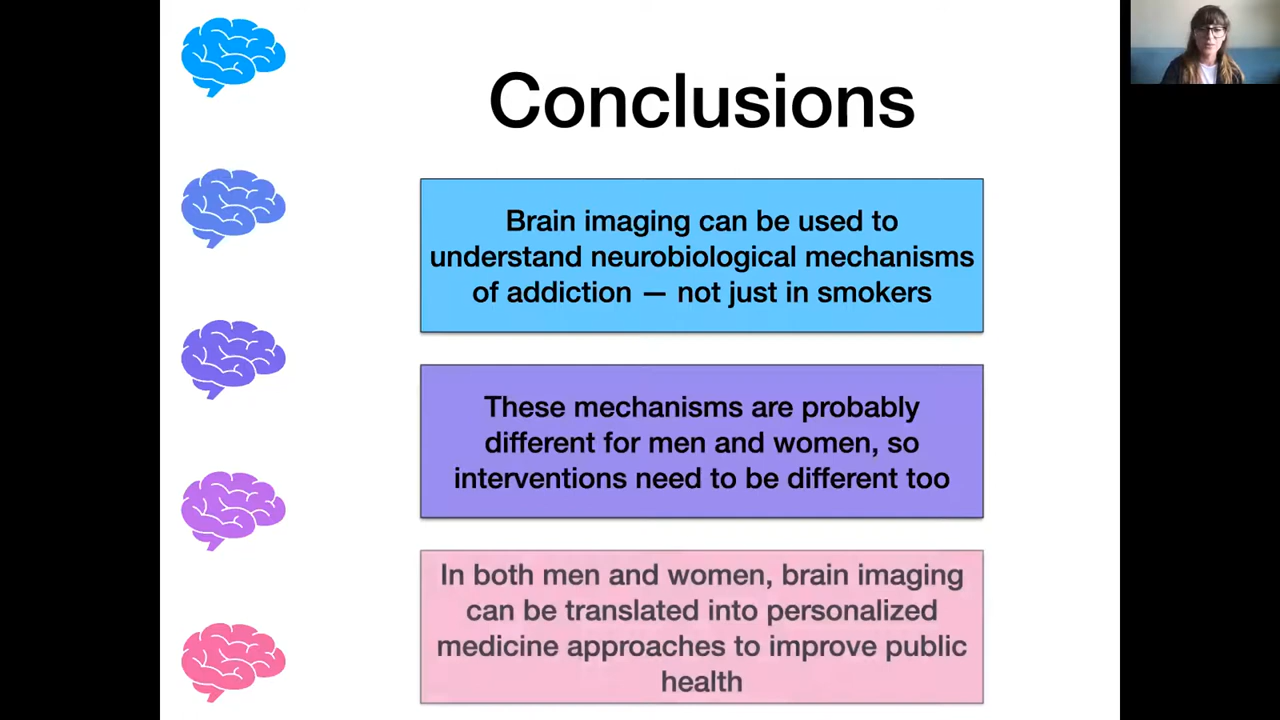 Conclusions
Brain imaging can be used to
understand neurobiological mechanisms
of addiction — not just in smokers
These mechanisms are probably
different for men and women, so
interventions need to be different too
In both men and women, brain imaging
can be translated into personalized
medicine approaches to improve public
health